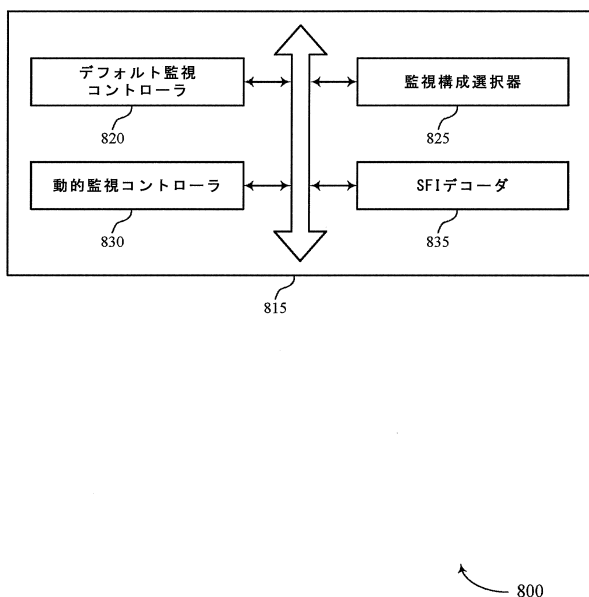 デフォルト監視
コントローラ
820
監視構成選択器
825
動的監視コントローラ
830
SFIデコーダ
835
815
800